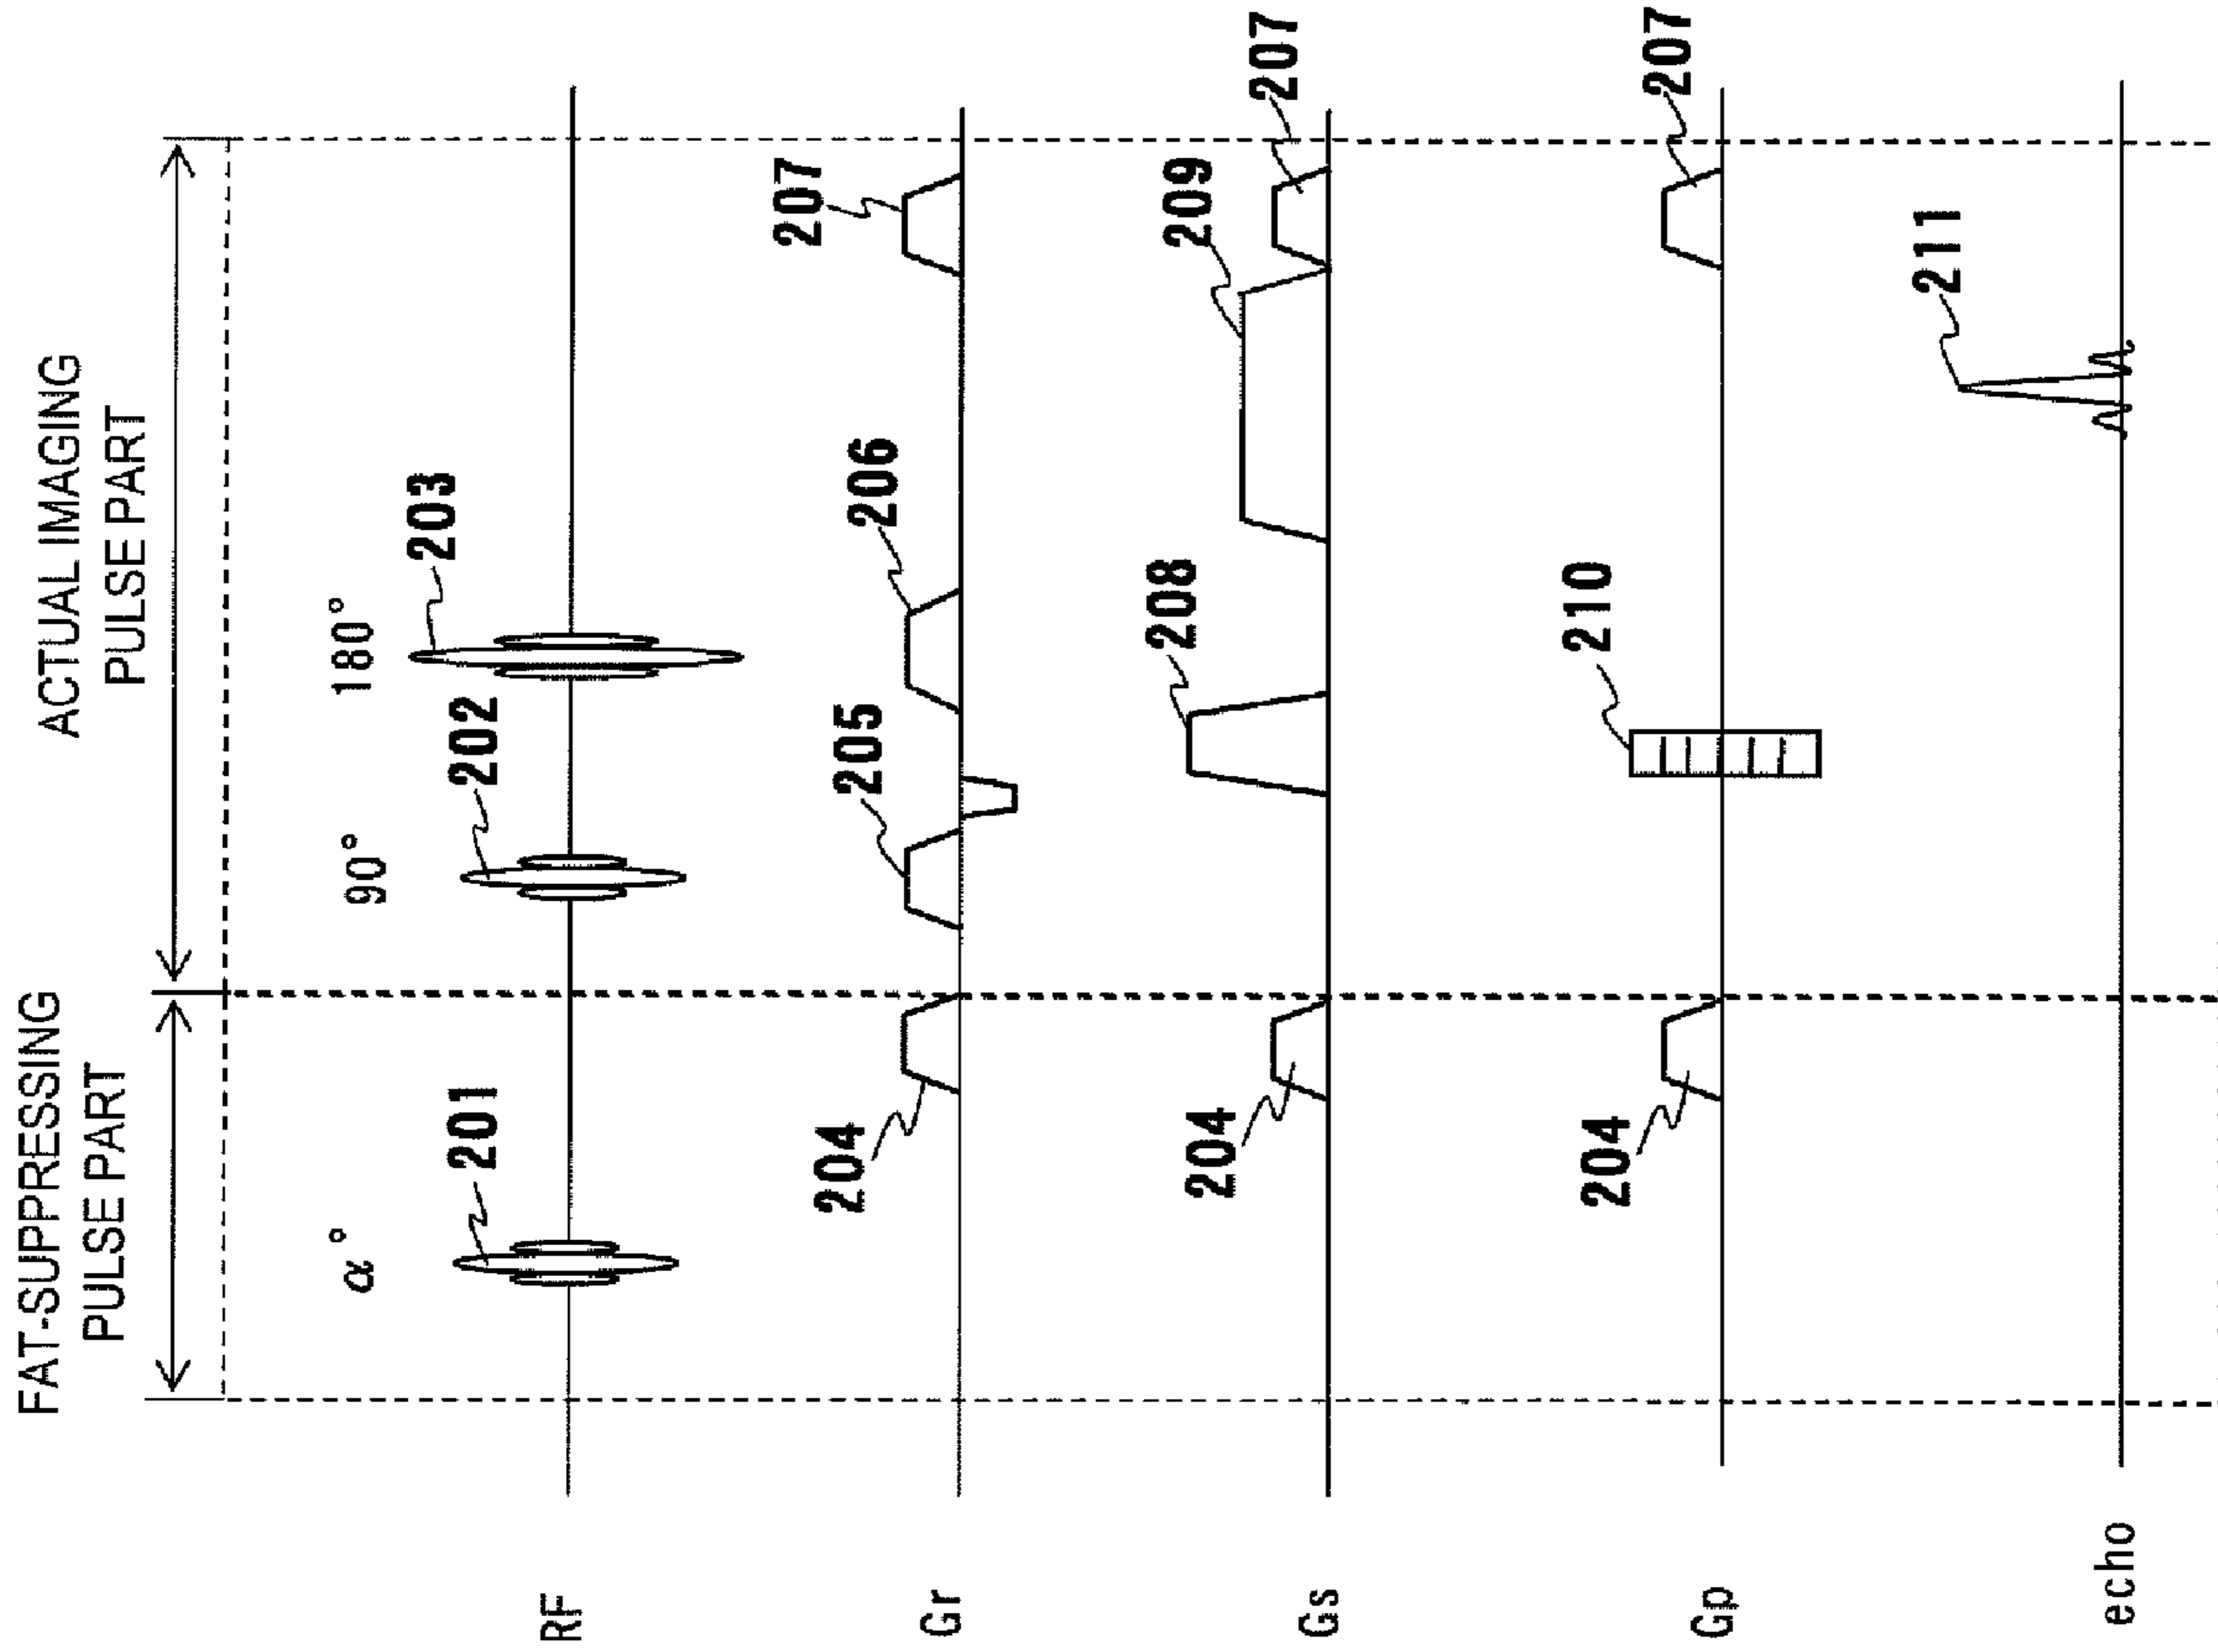 FAT-SUPPRESSING
PULSE PART
ACTUAL IMAGING
PULSE PART
α°
90°
180°
RF
201
202
203
Gr
204
205
206
207
Gs
204
208
209
207
Gp
204
210
207
echo
211